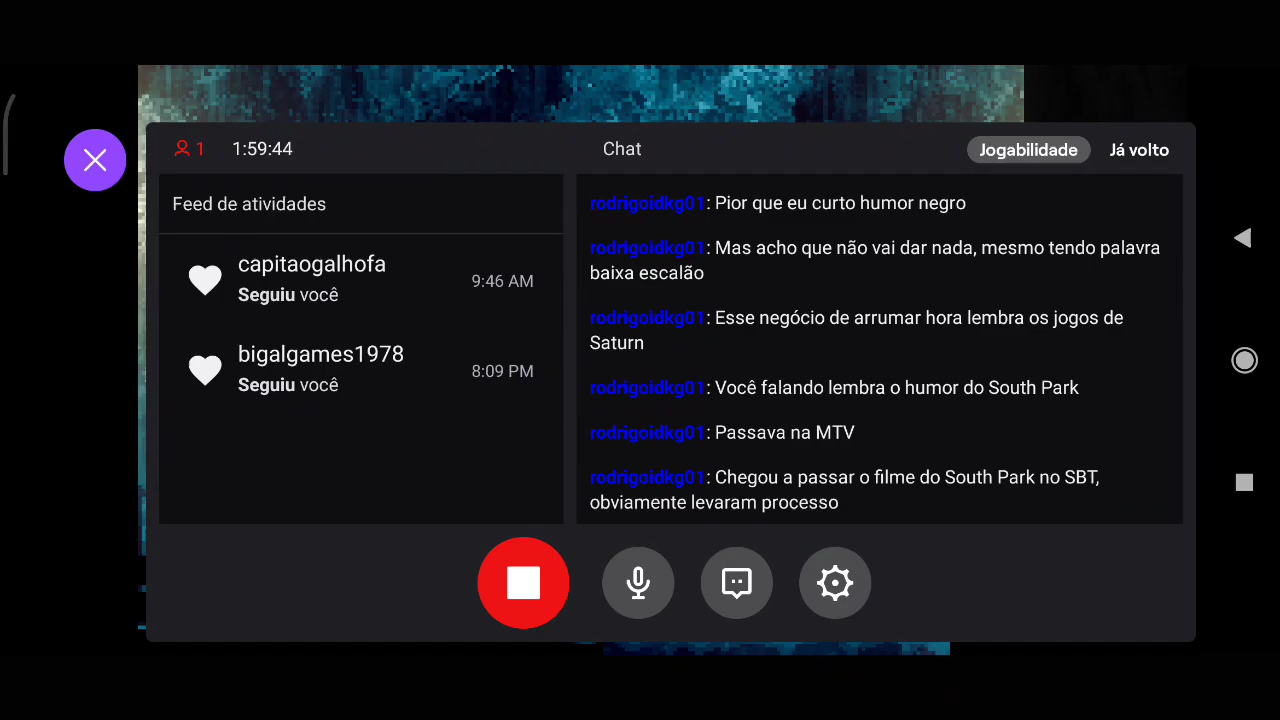 1 1:59:44 Chat Jogabilidade Já volto
Feed de atividades
capitaogalhofa
Seguiu você
9:46 AM
bigalgames1978
Seguiu você
8:09 PM
rodrigoidkg01: Pior que eu curto humor negro
rodrigoidkg01: Mas acho que não vai dar nada, mesmo tendo palavra
baixa escalão
rodrigoidkg01: Esse negócio de arrumar hora lembra os jogos de
Saturn
rodrigoidkg01: Você falando lembra o humor do South Park
rodrigoidkg01: Passava na MTV
rodrigoidkg01: Chegou a passar o filme do South Park no SBT,
obviamente levaram processo